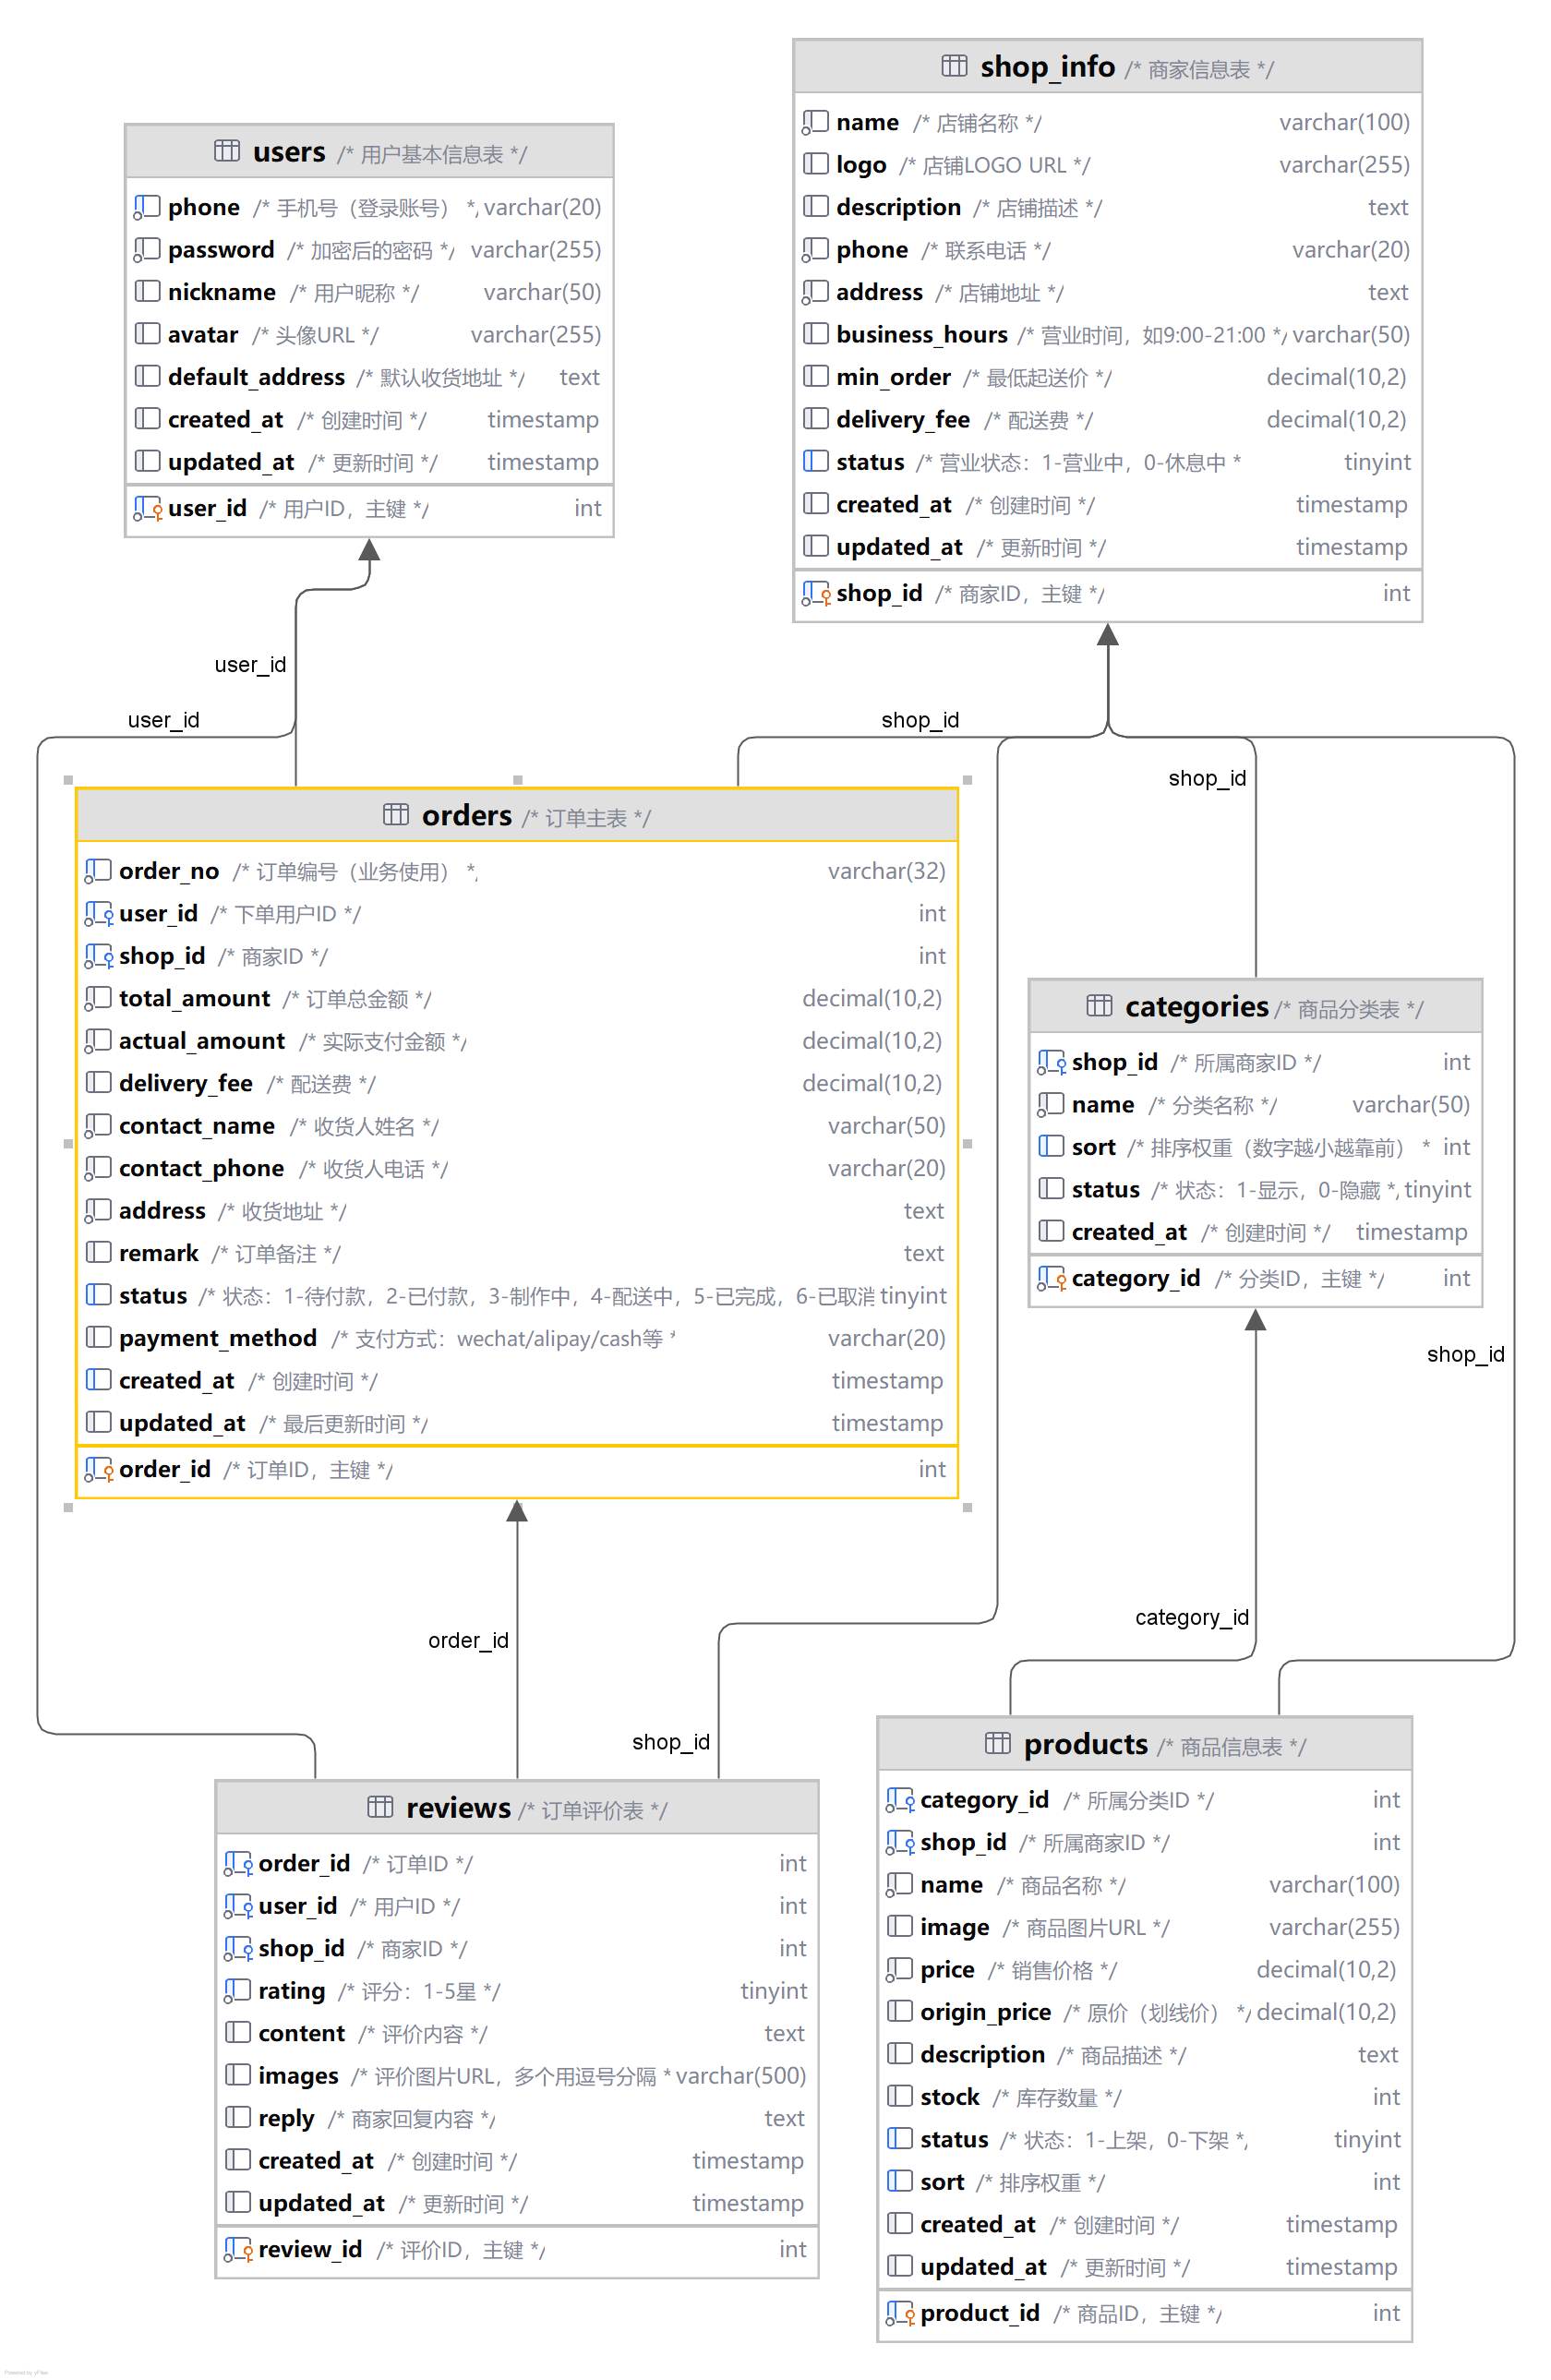 shop_info /* 商家信息表 */
name /* 店铺名称 */ varchar(100)
logo /* 店铺LOGO URL */ varchar(255)
description /* 店铺描述 */ text
phone /* 联系电话 */ varchar(20)
address /* 店铺地址 */ text
business_hours /* 营业时间，如9:00-21:00 */ varchar(50)
min_order /* 最低起送价 */ decimal(10,2)
delivery_fee /* 配送费 */ decimal(10,2)
status /* 营业状态：1-营业中，0-休息中 * tinyint
created_at /* 创建时间 */ timestamp
updated_at /* 更新时间 */ timestamp
shop_id /* 商家ID，主键 */ int
users /* 用户基本信息表 */
phone /* 手机号（登录账号） */ varchar(20)
password /* 加密后的密码 */ varchar(255)
nickname /* 用户昵称 */ varchar(50)
avatar /* 头像URL */ varchar(255)
default_address /* 默认收货地址 */ text
created_at /* 创建时间 */ timestamp
updated_at /* 更新时间 */ timestamp
user_id /* 用户ID，主键 */ int
user_id
user_id
shop_id
shop_id
orders /* 订单主表 */
order_no /* 订单编号（业务使用） */ varchar(32)
user_id /* 下单用户ID */ int
shop_id /* 商家ID */ int
total_amount /* 订单总金额 */ decimal(10,2)
actual_amount /* 实际支付金额 */ decimal(10,2)
delivery_fee /* 配送费 */ decimal(10,2)
contact_name /* 收货人姓名 */ varchar(50)
contact_phone /* 收货人电话 */ varchar(20)
address /* 收货地址 */ text
remark /* 订单备注 */ text
status /* 状态：1-待付款，2-已付款，3-制作中，4-配送中，5-已完成，6-已取消 tinyint
payment_method /* 支付方式：wechat/alipay/cash等 * varchar(20)
created_at /* 创建时间 */ timestamp
updated_at /* 最后更新时间 */ timestamp
order_id /* 订单ID，主键 */ int
categories /* 商品分类表 */
shop_id /* 所属商家ID */ int
name /* 分类名称 */ varchar(50)
sort /* 排序权重（数字越小越靠前） * int
status /* 状态：1-显示，0-隐藏 */ tinyint
created_at /* 创建时间 */ timestamp
category_id /* 分类ID，主键 */ int
shop_id
category_id
order_id
shop_id
reviews /* 订单评价表 */
order_id /* 订单ID */ int
user_id /* 用户ID */ int
shop_id /* 商家ID */ int
rating /* 评分：1-5星 */ tinyint
content /* 评价内容 */ text
images /* 评价图片URL，多个用逗号分隔 * varchar(500)
reply /* 商家回复内容 */ text
created_at /* 创建时间 */ timestamp
updated_at /* 更新时间 */ timestamp
review_id /* 评价ID，主键 */ int
products /* 商品信息表 */
category_id /* 所属分类ID */ int
shop_id /* 所属商家ID */ int
name /* 商品名称 */ varchar(100)
image /* 商品图片URL */ varchar(255)
price /* 销售价格 */ decimal(10,2)
origin_price /* 原价（划线价） */ decimal(10,2)
description /* 商品描述 */ text
stock /* 库存数量 */ int
status /* 状态：1-上架，0-下架 */ tinyint
sort /* 排序权重 */ int
created_at /* 创建时间 */ timestamp
updated_at /* 更新时间 */ timestamp
product_id /* 商品ID，主键 */ int
Powered by yFiles